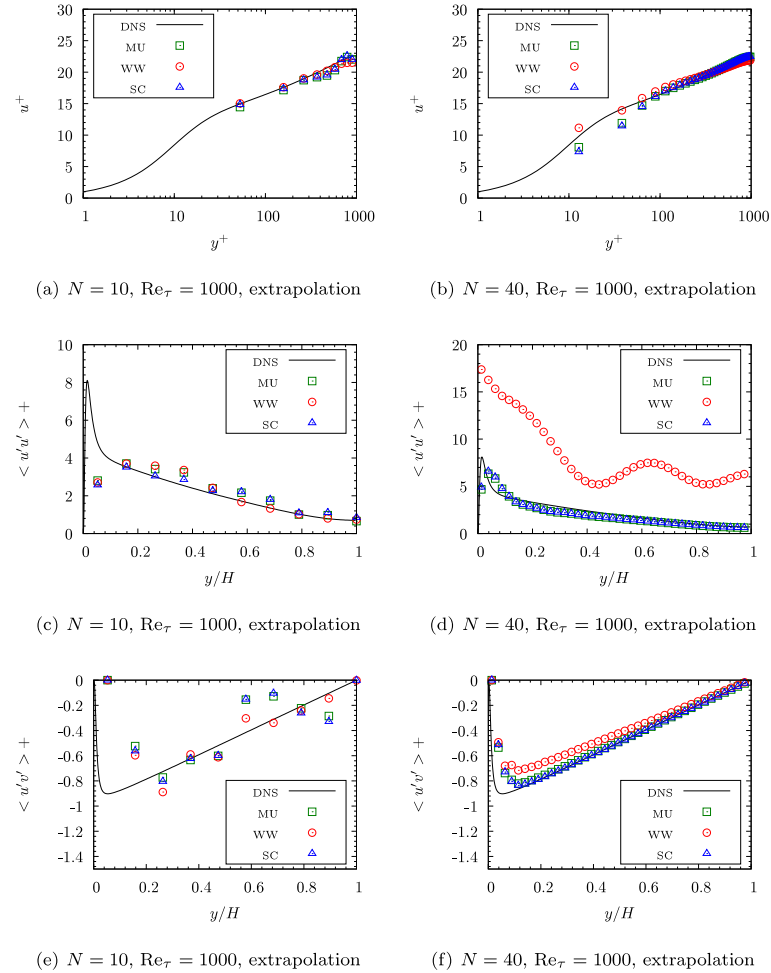 30
25
20
15
10
5
0
1 10 100 1000
u+
y+
DNS
MU
WW
SC
(a) N = 10, Reτ = 1000, extrapolation
30
25
20
15
10
5
0
1 10 100 1000
u+
y+
DNS
MU
WW
SC
(b) N = 40, Reτ = 1000, extrapolation
10
8
6
4
2
0
0 0.2 0.4 0.6 0.8 1
< u'u' > +
y/H
DNS
MU
WW
SC
(c) N = 10, Reτ = 1000, extrapolation
20
15
10
5
0
0 0.2 0.4 0.6 0.8 1
< u'u' > +
y/H
DNS
MU
WW
SC
(d) N = 40, Reτ = 1000, extrapolation
0
-0.2
-0.4
-0.6
-0.8
-1
-1.2
-1.4
0 0.2 0.4 0.6 0.8 1
< u'v' > +
y/H
DNS
MU
WW
SC
(e) N = 10, Reτ = 1000, extrapolation
0
-0.2
-0.4
-0.6
-0.8
-1
-1.2
-1.4
0 0.2 0.4 0.6 0.8 1
< u'v' > +
y/H
DNS
MU
WW
SC
(f) N = 40, Reτ = 1000, extrapolation